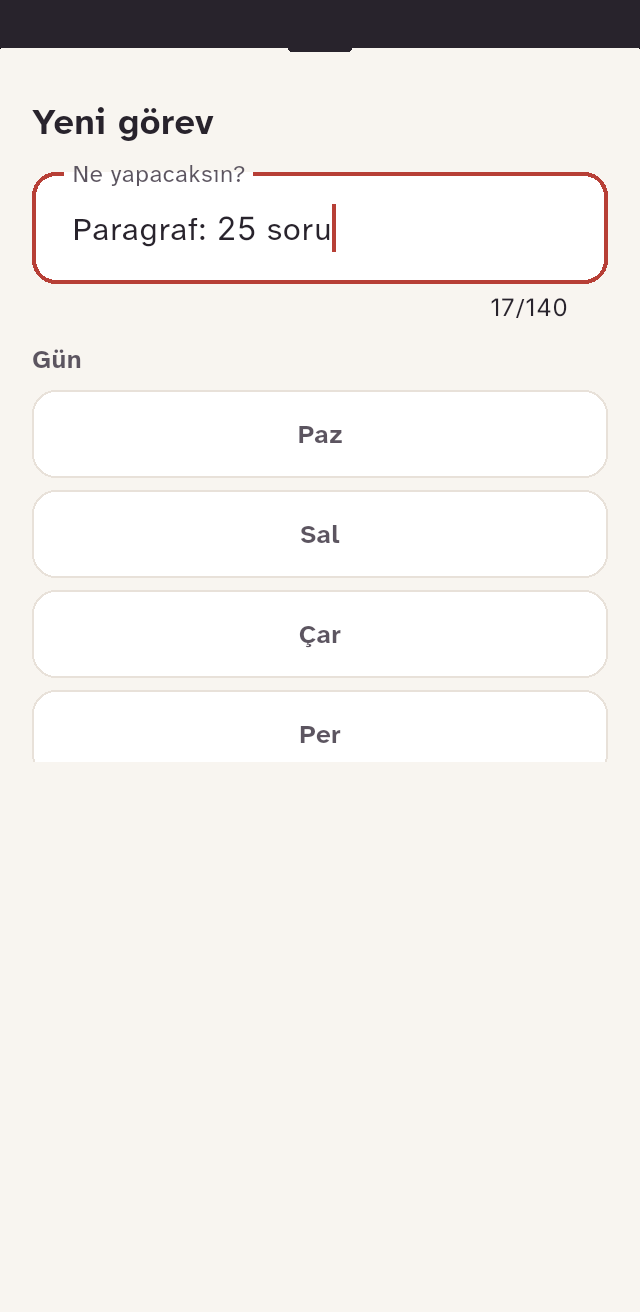 Yeni görev
Ne yapacaksın?
Paragraf: 25 soru
17/140
Gün
Paz
Sal
Çar
Per